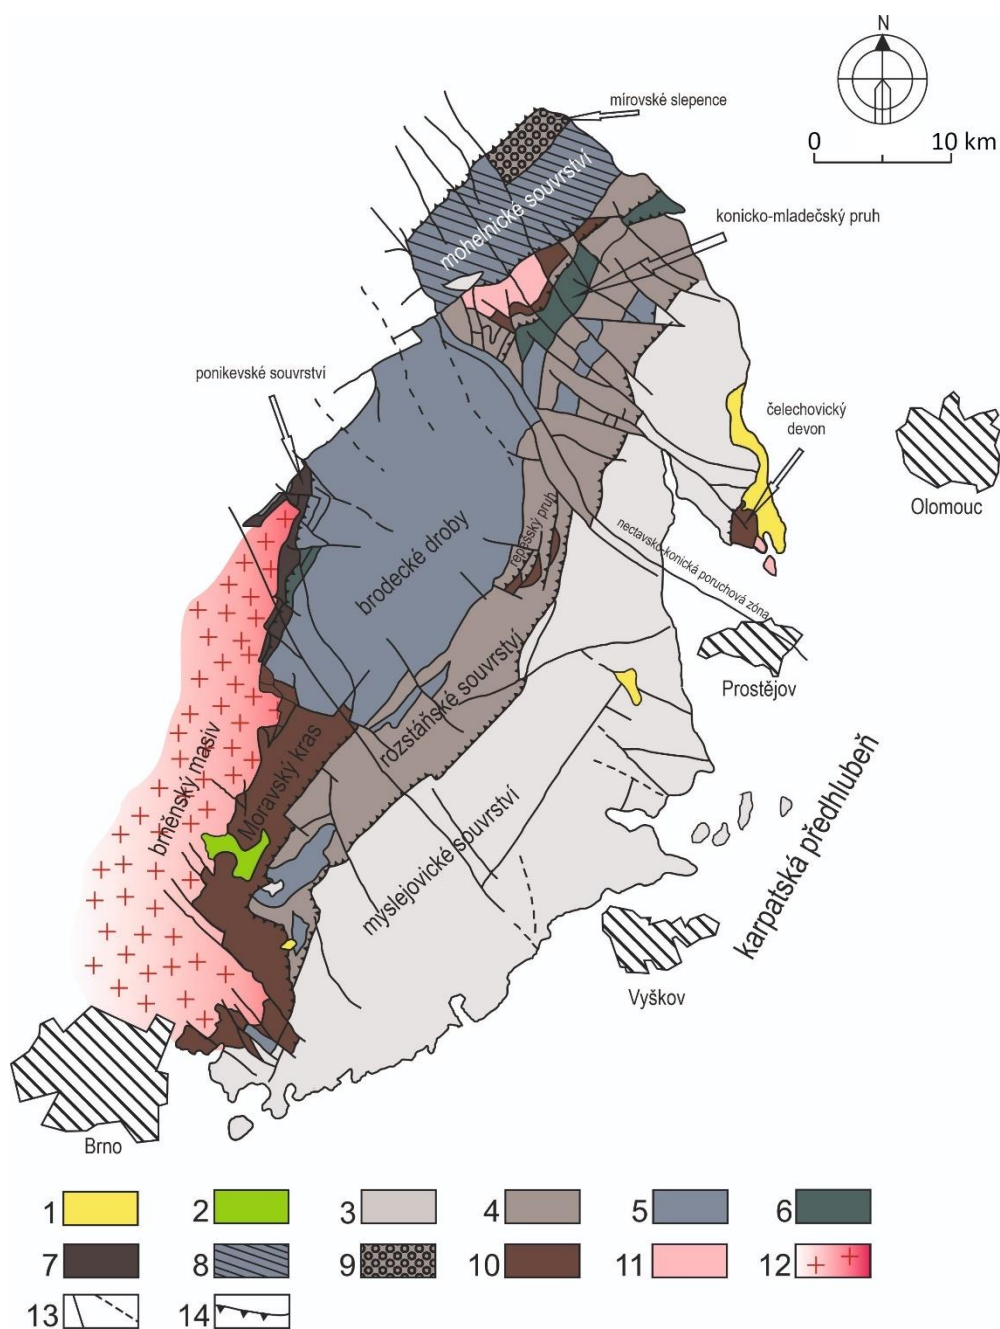 N
mírovské slepence
0 10 km
mohelnické souvrství
konicko-mladečský pruh
ponikevské souvrství
čelechovický
devon
Olomouc
repešský pruh
brodecké droby
nectavsko-konická poruchová zóna
Prostějov
rozstáňské souvrství
Moravský kras
brněnský masiv
myslejovické souvrství
karpatská předhlubeň
Vyškov
Brno
1 2 3 4 5 6
7 8 9 10 11 12
13 14